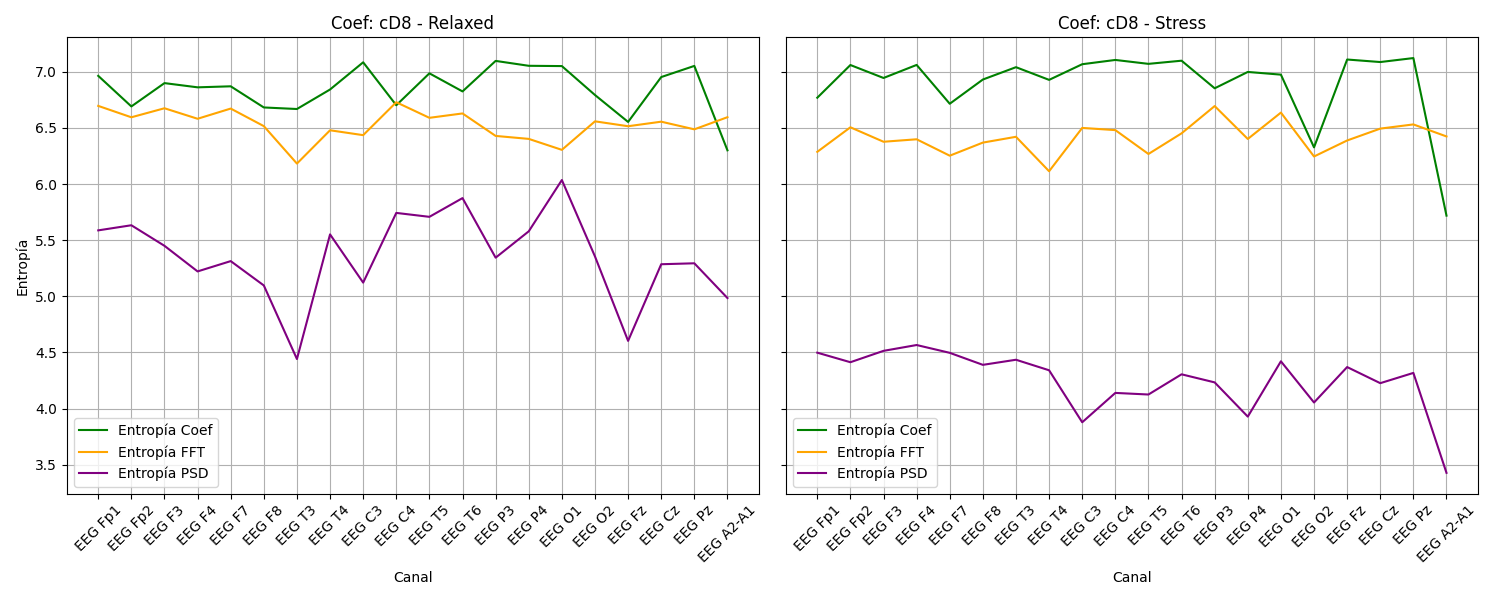 Coef: cD8 - Relaxed
Entropía
7.0
6.5
6.0
5.5
5.0
4.5
4.0
3.5
Entropía Coef
Entropía FFT
Entropía PSD
EEG Fp1
EEG Fp2
EEG F3
EEG F4
EEG F7
EEG F8
EEG T3
EEG T4
EEG C3
EEG C4
EEG T5
EEG T6
EEG P3
EEG P4
EEG O1
EEG O2
EEG Fz
EEG Cz
EEG Pz
EEG A2-A1
Canal
Coef: cD8 - Stress
Entropía Coef
Entropía FFT
Entropía PSD
EEG Fp1
EEG Fp2
EEG F3
EEG F4
EEG F7
EEG F8
EEG T3
EEG T4
EEG C3
EEG C4
EEG T5
EEG T6
EEG P3
EEG P4
EEG O1
EEG O2
EEG Fz
EEG Cz
EEG Pz
EEG A2-A1
Canal